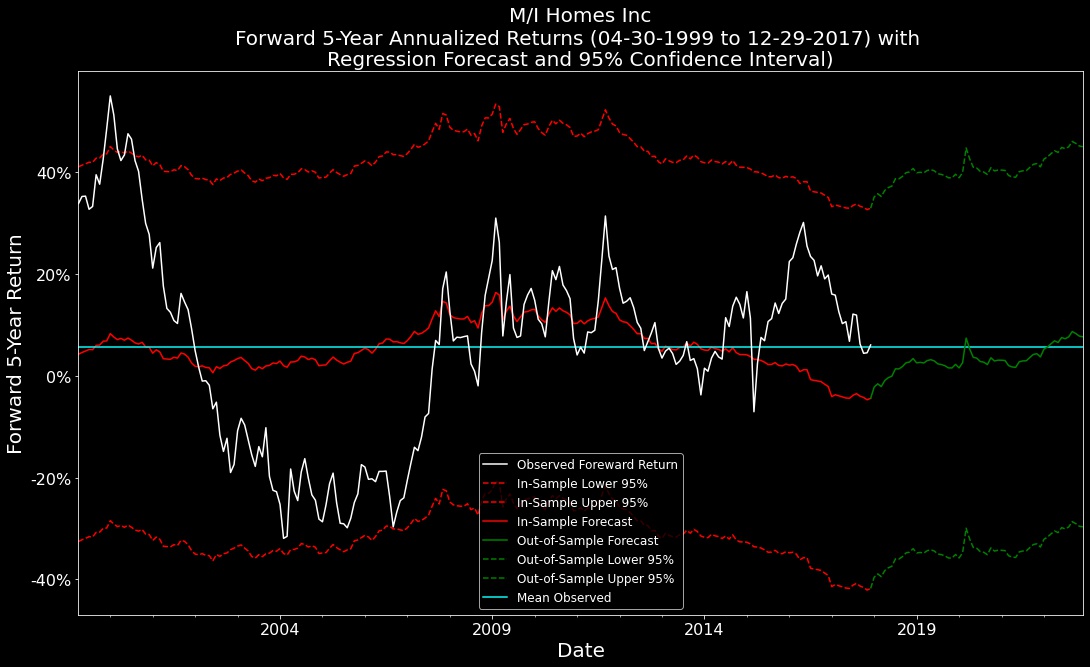 M/I Homes Inc
Forward 5-Year Annualized Returns (04-30-1999 to 12-29-2017) with
Regression Forecast and 95% Confidence Interval)
Forward 5-Year Return
40%
20%
0%
-20%
-40%
Observed Foreward Return
In-Sample Lower 95%
In-Sample Upper 95%
In-Sample Forecast
Out-of-Sample Forecast
Out-of-Sample Lower 95%
Out-of-Sample Upper 95%
Mean Observed
2004 2009 2014 2019
Date